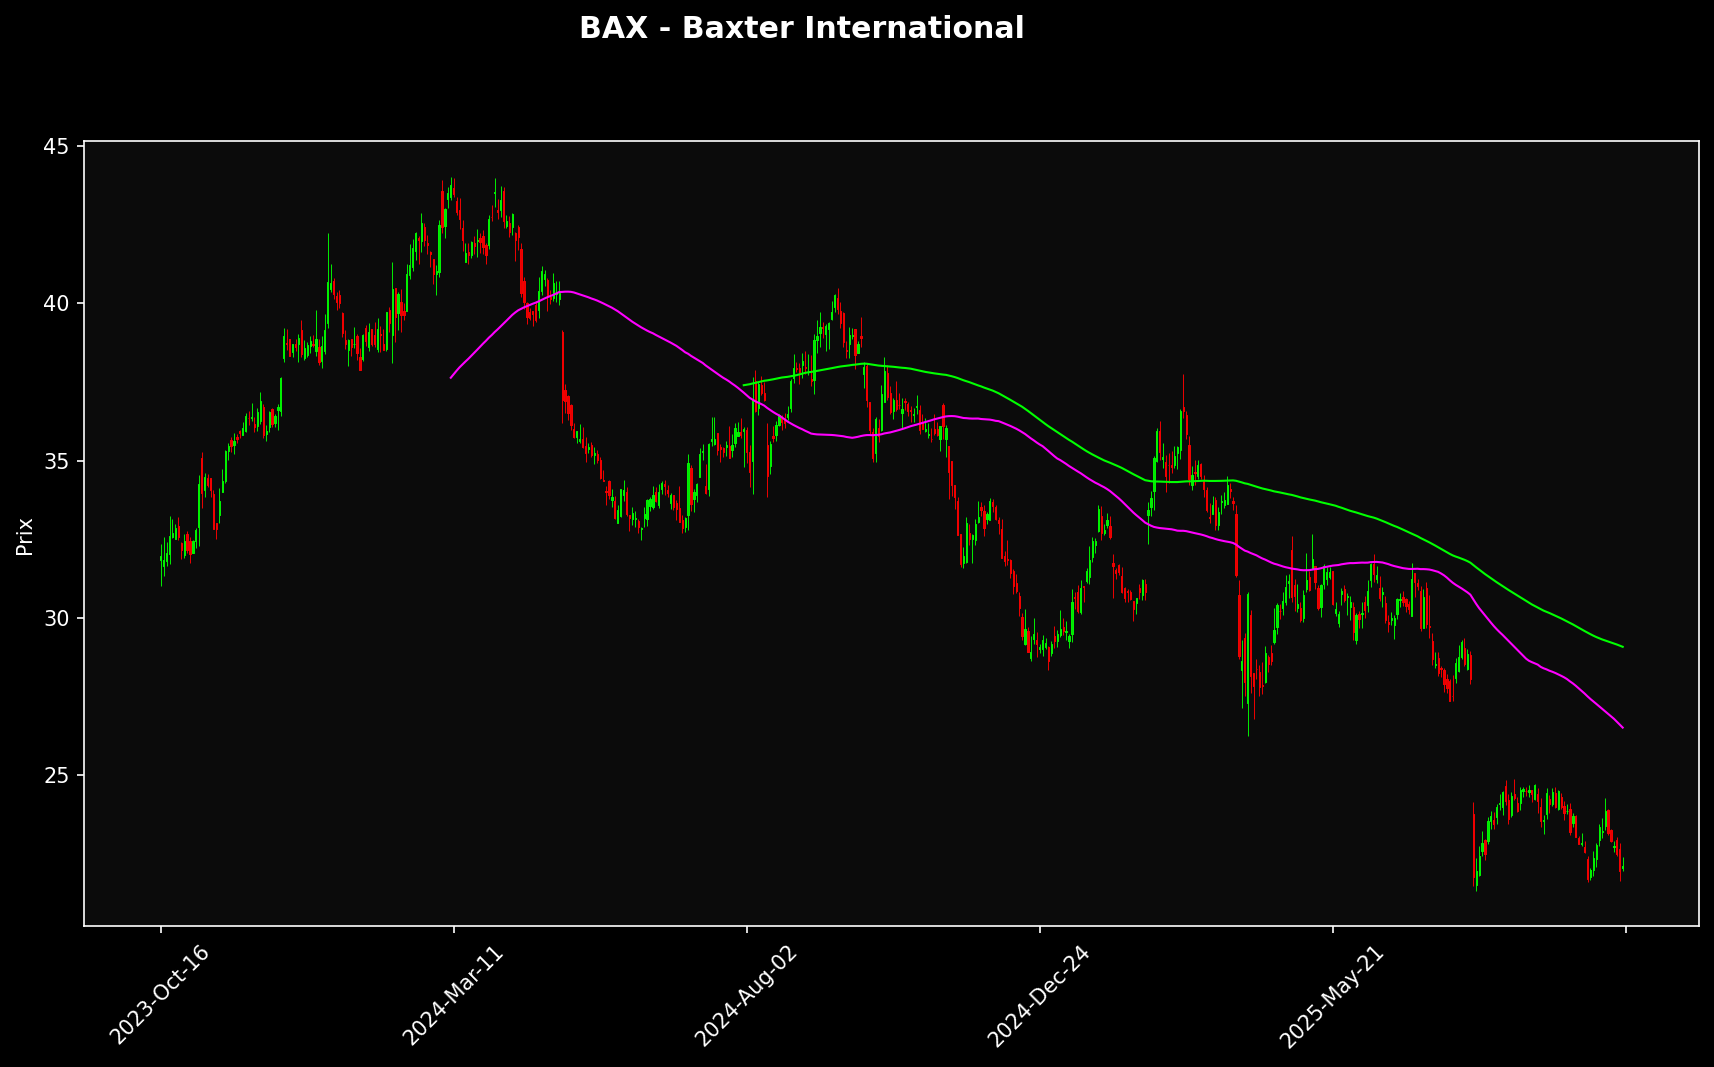 BAX - Baxter International
Prix
45
40
35
30
25
2023-Oct-16
2024-Mar-11
2024-Aug-02
2024-Dec-24
2025-May-21